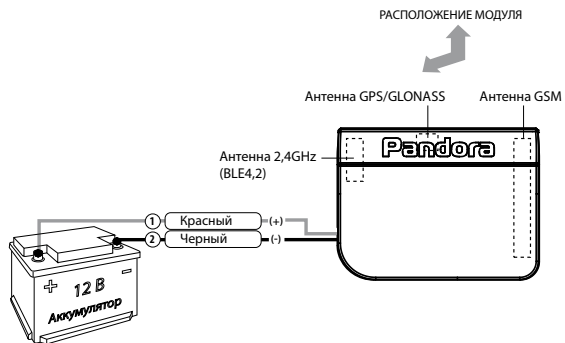 РАСПОЛОЖЕНИЕ МОДУЛЯ
Антенна GPS/GLONASS
Антенна GSM
Pandora
Антенна 2,4GHz
(BLE4,2)
1 Красный (+)
2 Черный (-)
+ −
12 В
Аккумулятор